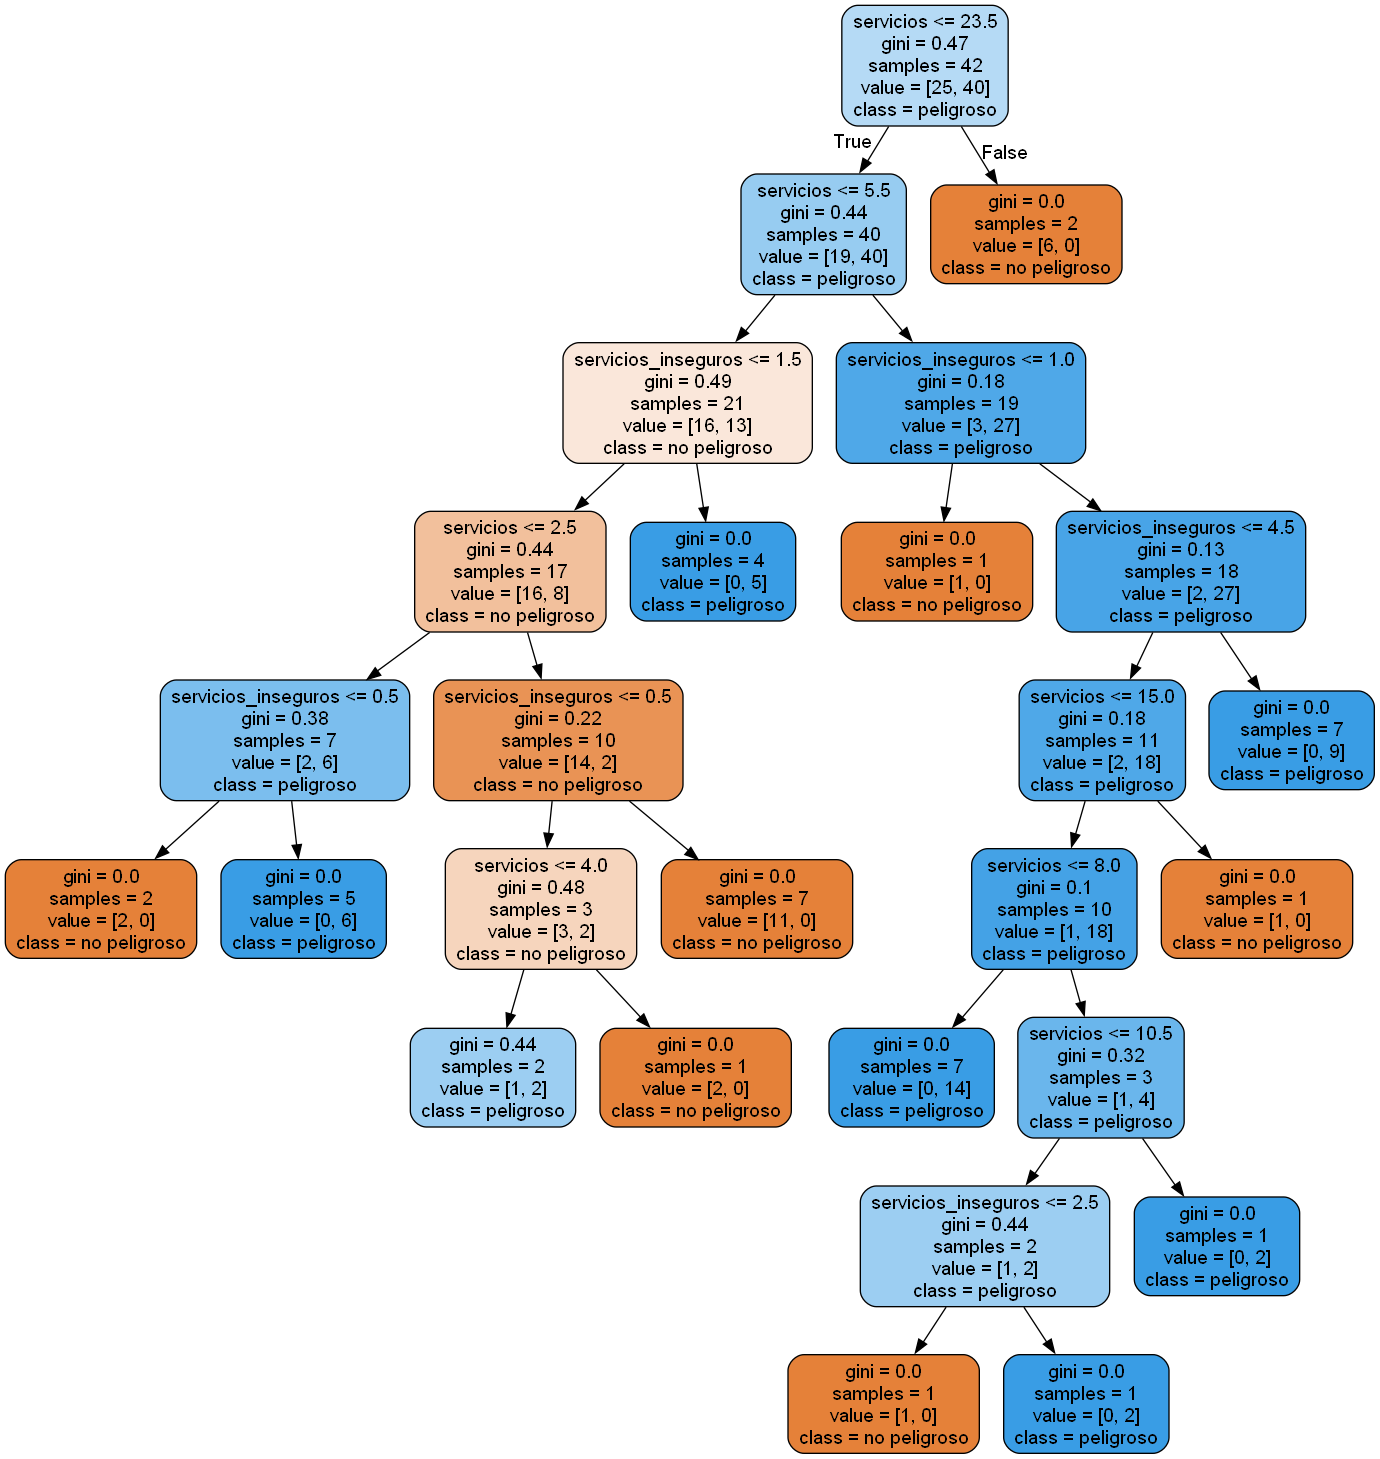 servicios <= 23.5
gini = 0.47
samples = 42
value = [25, 40]
class = peligroso
True
False
servicios <= 5.5
gini = 0.44
samples = 40
value = [19, 40]
class = peligroso
gini = 0.0
samples = 2
value = [6, 0]
class = no peligroso
servicios_inseguros <= 1.5
gini = 0.49
samples = 21
value = [16, 13]
class = no peligroso
servicios_inseguros <= 1.0
gini = 0.18
samples = 19
value = [3, 27]
class = peligroso
servicios <= 2.5
gini = 0.44
samples = 17
value = [16, 8]
class = no peligroso
gini = 0.0
samples = 4
value = [0, 5]
class = peligroso
gini = 0.0
samples = 1
value = [1, 0]
class = no peligroso
servicios_inseguros <= 4.5
gini = 0.13
samples = 18
value = [2, 27]
class = peligroso
servicios_inseguros <= 0.5
gini = 0.38
samples = 7
value = [2, 6]
class = peligroso
servicios_inseguros <= 0.5
gini = 0.22
samples = 10
value = [14, 2]
class = no peligroso
servicios <= 15.0
gini = 0.18
samples = 11
value = [2, 18]
class = peligroso
gini = 0.0
samples = 7
value = [0, 9]
class = peligroso
gini = 0.0
samples = 2
value = [2, 0]
class = no peligroso
gini = 0.0
samples = 5
value = [0, 6]
class = peligroso
servicios <= 4.0
gini = 0.48
samples = 3
value = [3, 2]
class = no peligroso
gini = 0.0
samples = 7
value = [11, 0]
class = no peligroso
servicios <= 8.0
gini = 0.1
samples = 10
value = [1, 18]
class = peligroso
gini = 0.0
samples = 1
value = [1, 0]
class = no peligroso
gini = 0.44
samples = 2
value = [1, 2]
class = peligroso
gini = 0.0
samples = 1
value = [2, 0]
class = no peligroso
gini = 0.0
samples = 7
value = [0, 14]
class = peligroso
servicios <= 10.5
gini = 0.32
samples = 3
value = [1, 4]
class = peligroso
servicios_inseguros <= 2.5
gini = 0.44
samples = 2
value = [1, 2]
class = peligroso
gini = 0.0
samples = 1
value = [0, 2]
class = peligroso
gini = 0.0
samples = 1
value = [1, 0]
class = no peligroso
gini = 0.0
samples = 1
value = [0, 2]
class = peligroso